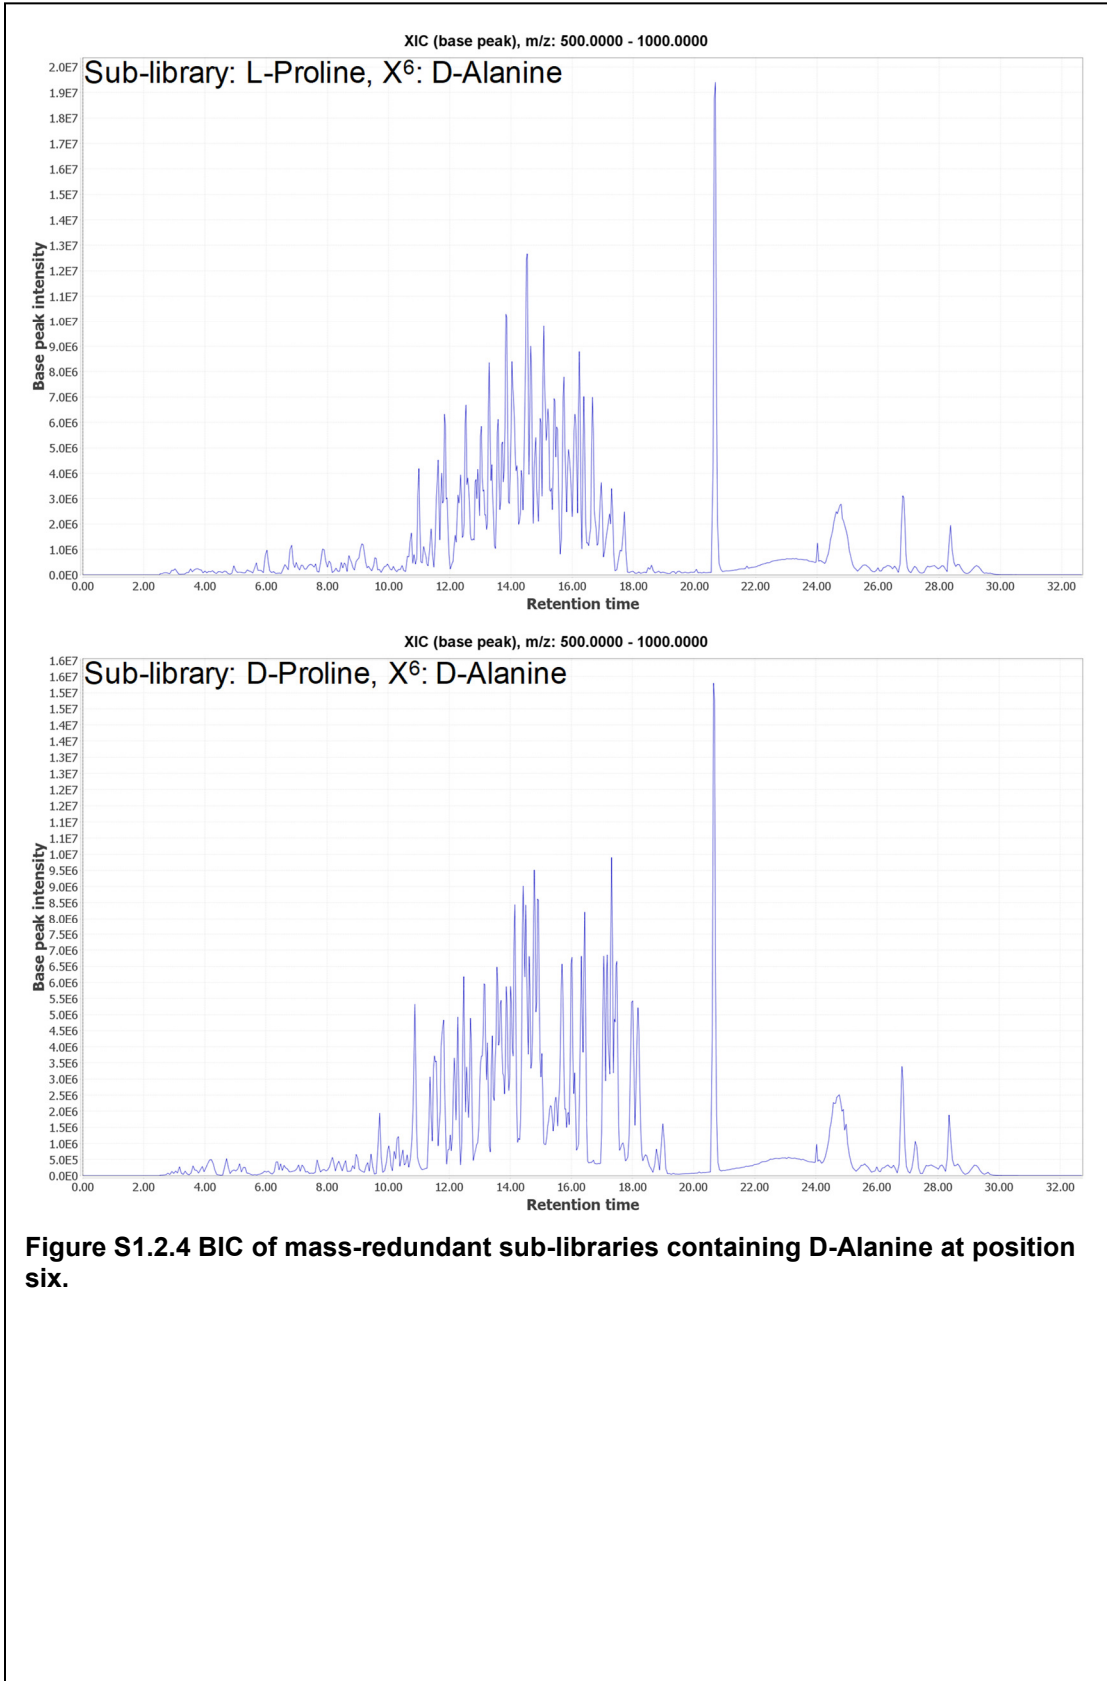 XIC (base peak), m/z: 500.0000 - 1000.0000
Sub-library: L-Proline, X⁶: D-Alanine
2.0E7
1.9E7
1.8E7
1.7E7
1.6E7
1.5E7
1.4E7
1.3E7
1.2E7
1.1E7
1.0E7
9.0E6
8.0E6
7.0E6
6.0E6
5.0E6
4.0E6
3.0E6
2.0E6
1.0E6
0.0E0
Base peak intensity
0.00 2.00 4.00 6.00 8.00 10.00 12.00 14.00 16.00 18.00 20.00 22.00 24.00 26.00 28.00 30.00 32.00
Retention time
XIC (base peak), m/z: 500.0000 - 1000.0000
Sub-library: D-Proline, X⁶: D-Alanine
1.6E7
1.6E7
1.5E7
1.5E7
1.4E7
1.4E7
1.3E7
1.3E7
1.2E7
1.2E7
1.1E7
1.1E7
1.0E7
9.5E6
9.0E6
8.5E6
8.0E6
7.5E6
7.0E6
6.5E6
6.0E6
5.5E6
5.0E6
4.5E6
4.0E6
3.5E6
3.0E6
2.5E6
2.0E6
1.5E6
1.0E6
5.0E5
0.0E0
Base peak intensity
0.00 2.00 4.00 6.00 8.00 10.00 12.00 14.00 16.00 18.00 20.00 22.00 24.00 26.00 28.00 30.00 32.00
Retention time
Figure S1.2.4 BIC of mass-redundant sub-libraries containing D-Alanine at position
six.